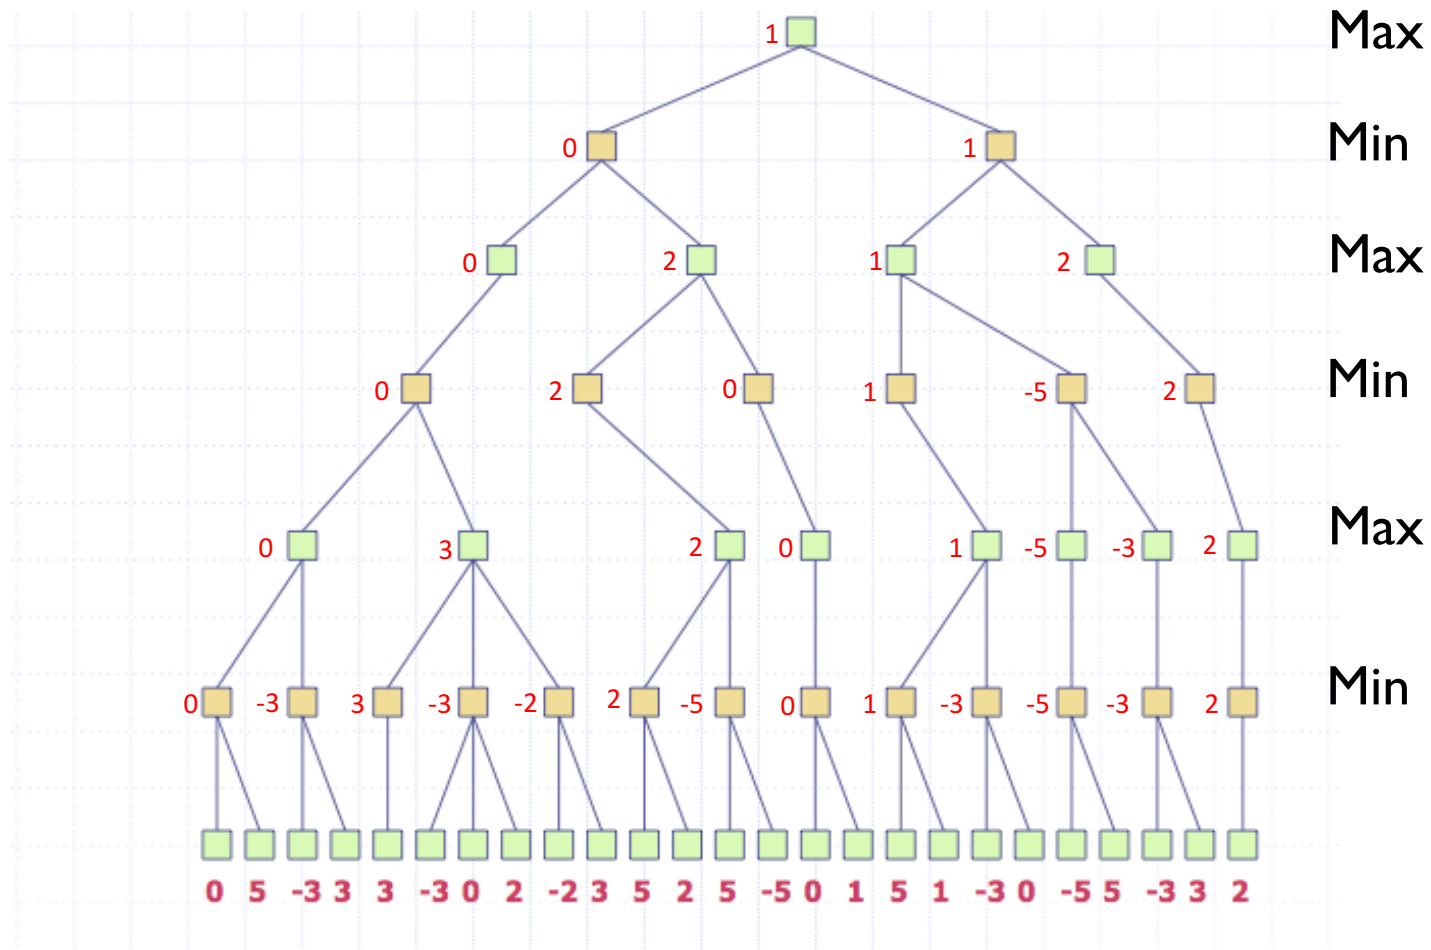 1 Max
0 1 Min
0 2 1 2 Max
0 2 0 1 -5 2 Min
0 3 2 0 1 -5 -3 2 Max
0 -3 3 -3 -2 2 -5 0 1 -3 -5 -3 2 Min
0 5 -3 3 3 -3 0 2 -2 3 5 2 5 -5 0 1 5 1 -3 0 -5 5 -3 3 2